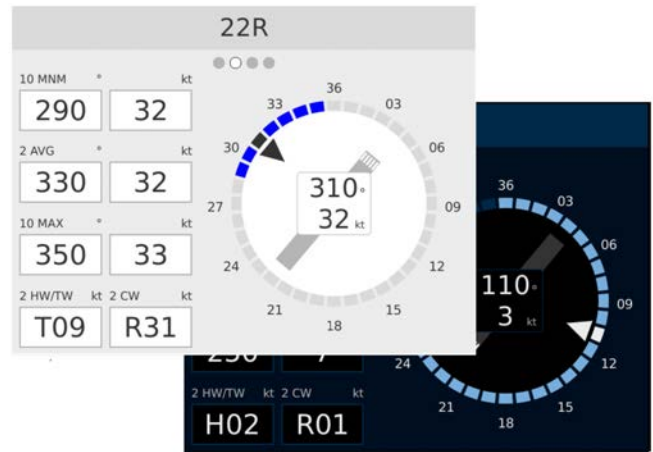 22R
10 MNM ° kt
290 32
2 AVG ° kt
330 32
10 MAX ° kt
350 33
2 HW/TW kt 2 CW kt
T09 R31
36
33 03
30 06
27 09
24 12
21 15
18
310°
32 kt
36
03
06
09
24 12
21 15
18
110°
3 kt
2 HW/TW kt 2 CW kt
H02 R01